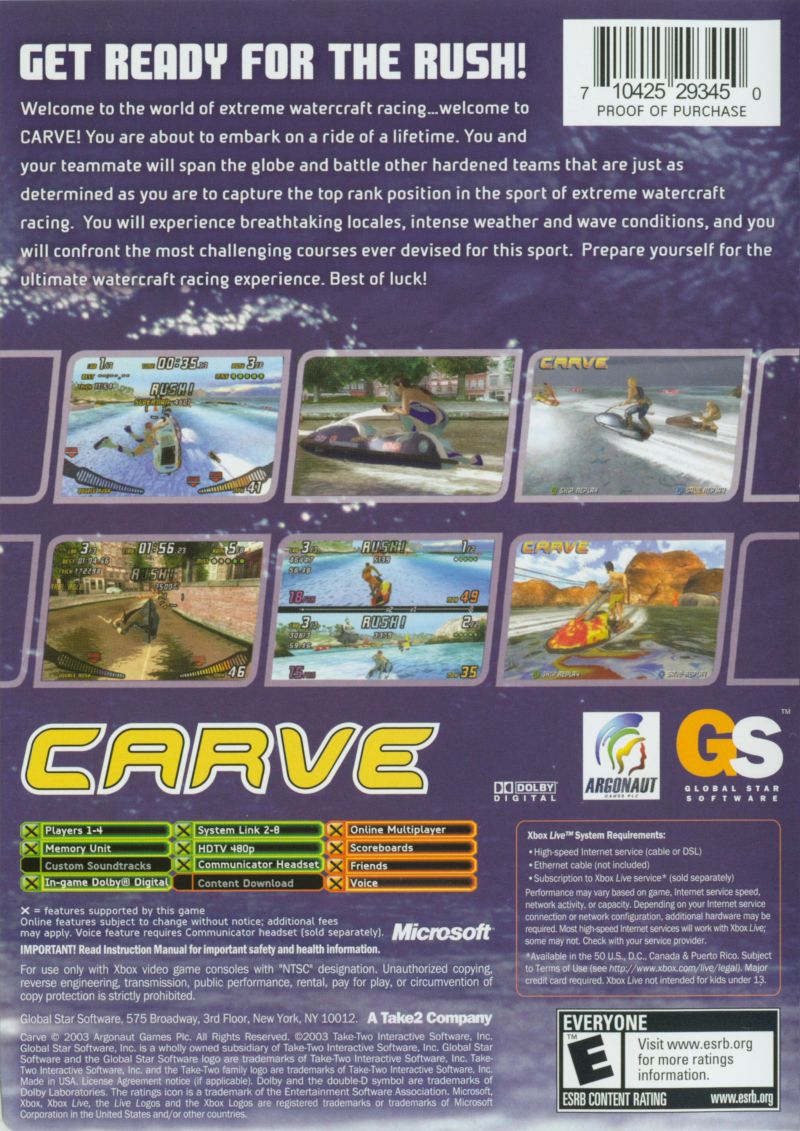 GET READY FOR THE RUSH!
Welcome to the world of extreme watercraft racing...welcome to
CARVE! You are about to embark on a ride of a lifetime. You and
your teammate will span the globe and battle other hardened teams that are just as
determined as you are to capture the top rank position in the sport of extreme watercraft
racing. You will experience breathtaking locales, intense weather and wave conditions, and you
will confront the most challenging courses ever devised for this sport. Prepare yourself for the
ultimate watercraft racing experience. Best of luck!
7 10425 29345 0
PROOF OF PURCHASE
00:35
RUSH!
41
CARVE
SKIP REPLAY
SAVE REPLAY
01:56.23
RUSH!
46
RUSH!
49
RUSH!
35
CARVE
SKIP REPLAY
SAVE REPLAY
CARVE
DOLBY
DIGITAL
ARGONAUT
GAMES PLC
GS™
GLOBAL STAR
SOFTWARE
Players 1-4
Memory Unit
Custom Soundtracks
In-game Dolby® Digital
System Link 2-8
HDTV 480p
Communicator Headset
Content Download
Online Multiplayer
Scoreboards
Friends
Voice
X = features supported by this game
Online features subject to change without notice; additional fees
may apply. Voice feature requires Communicator headset (sold separately).
Microsoft®
IMPORTANT! Read Instruction Manual for important safety and health information.
For use only with Xbox video game consoles with "NTSC" designation. Unauthorized copying,
reverse engineering, transmission, public performance, rental, pay for play, or circumvention of
copy protection is strictly prohibited.
Global Star Software, 575 Broadway, 3rd Floor, New York, NY 10012. A Take2 Company
Carve © 2003 Argonaut Games Plc. All Rights Reserved. ©2003 Take-Two Interactive Software, Inc.
Global Star Software, Inc. is a wholly owned subsidiary of Take-Two Interactive Software, Inc. Global Star
Software and the Global Star Software logo are trademarks of Take-Two Interactive Software, Inc. Take-
Two Interactive Software, Inc. and the Take-Two family logo are trademarks of Take-Two Interactive Software, Inc.
Made in USA. License Agreement notice (if applicable). Dolby and the double-D symbol are trademarks of
Dolby Laboratories. The ratings icon is a trademark of the Entertainment Software Association. Microsoft,
Xbox, Xbox Live, the Live Logos and the Xbox Logos are registered trademarks or trademarks of Microsoft
Corporation in the United States and/or other countries.
Xbox Live™ System Requirements:
• High-speed Internet service (cable or DSL)
• Ethernet cable (not included)
• Subscription to Xbox Live service* (sold separately)
Performance may vary based on game, Internet service speed,
network activity, or capacity. Depending on your Internet service
connection or network configuration, additional hardware may be
required. Most high-speed Internet services will work with Xbox Live;
some may not. Check with your service provider.
*Available in the 50 U.S., D.C., Canada & Puerto Rico. Subject
to Terms of Use (see http://www.xbox.com/live/legal). Major
credit card required. Xbox Live not intended for kids under 13.
EVERYONE
E™
Visit www.esrb.org
for more ratings
information.
ESRB CONTENT RATING www.esrb.org